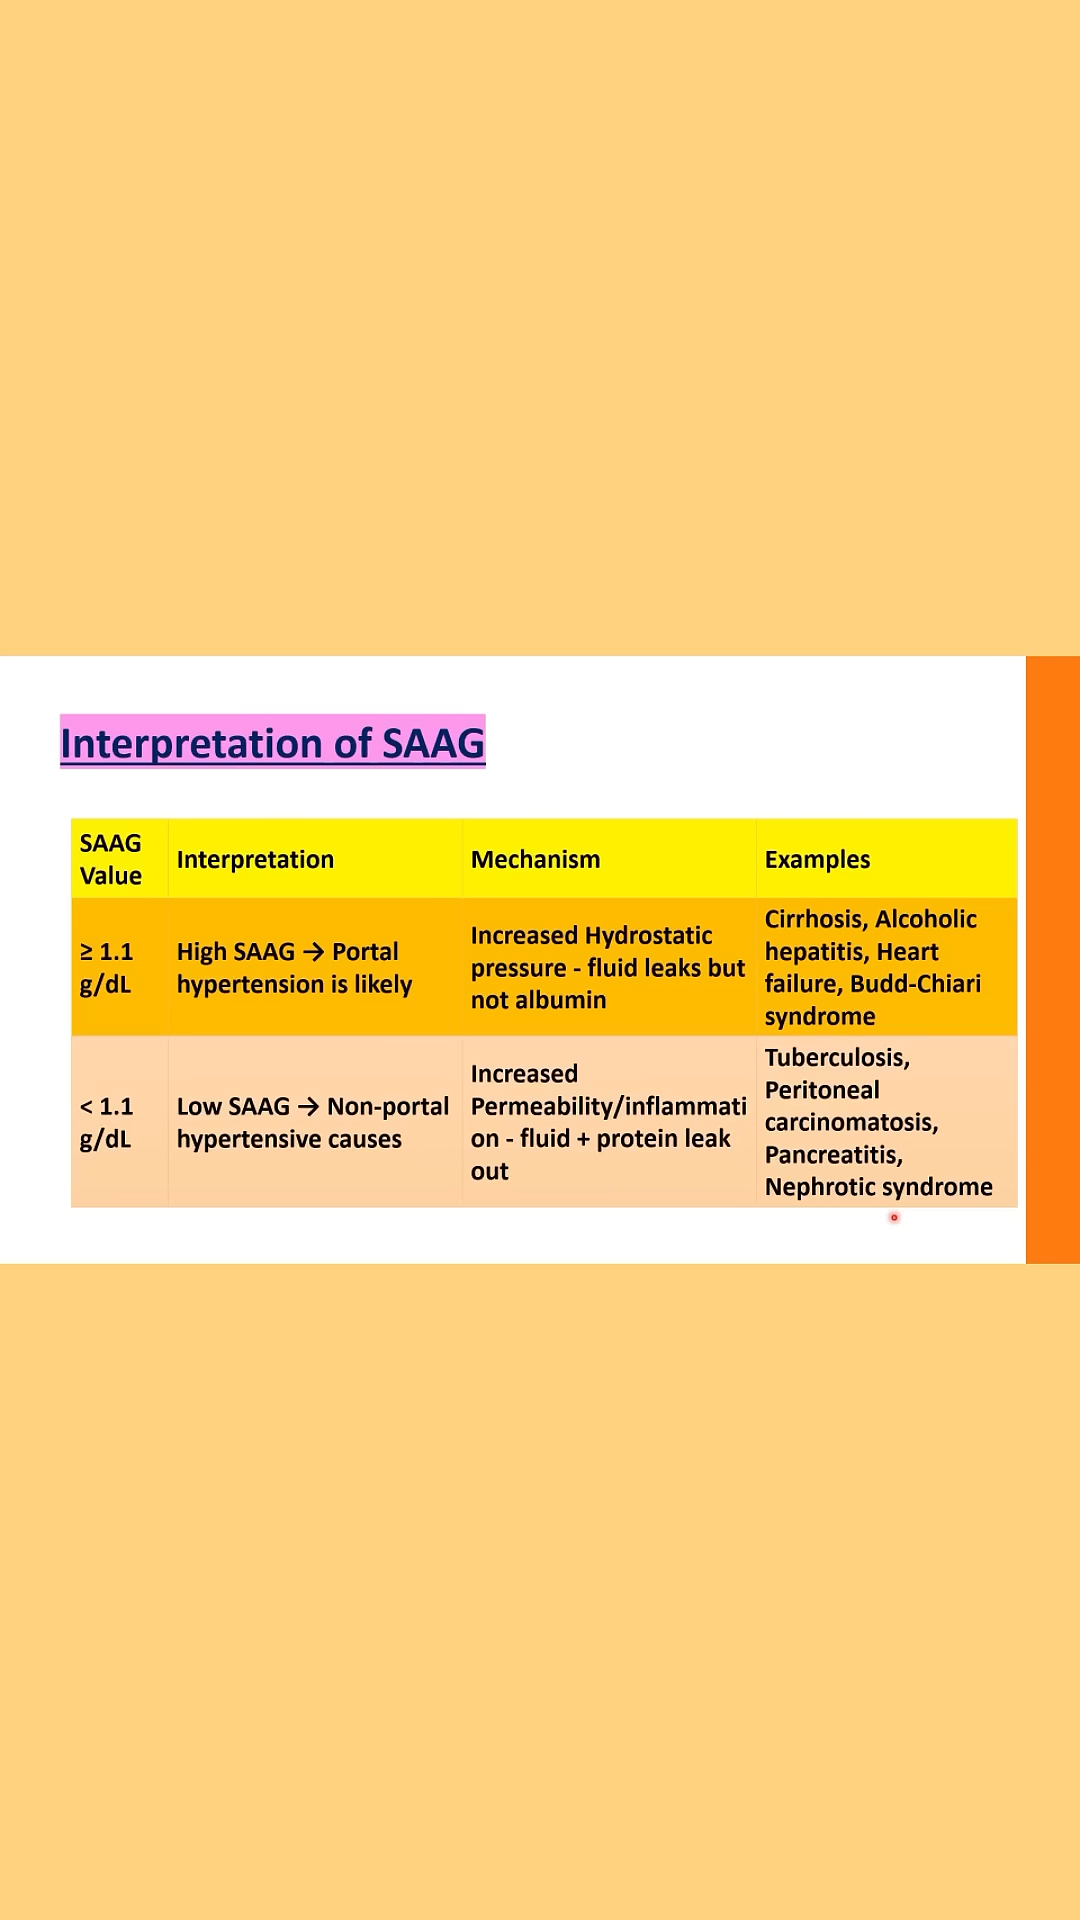 Interpretation of SAAG
SAAG
Value
Interpretation
Mechanism
Examples
≥ 1.1
g/dL
High SAAG → Portal
hypertension is likely
Increased Hydrostatic
pressure - fluid leaks but
not albumin
Cirrhosis, Alcoholic
hepatitis, Heart
failure, Budd-Chiari
syndrome
< 1.1
g/dL
Low SAAG → Non-portal
hypertensive causes
Increased
Permeability/inflammati
on - fluid + protein leak
out
Tuberculosis,
Peritoneal
carcinomatosis,
Pancreatitis,
Nephrotic syndrome